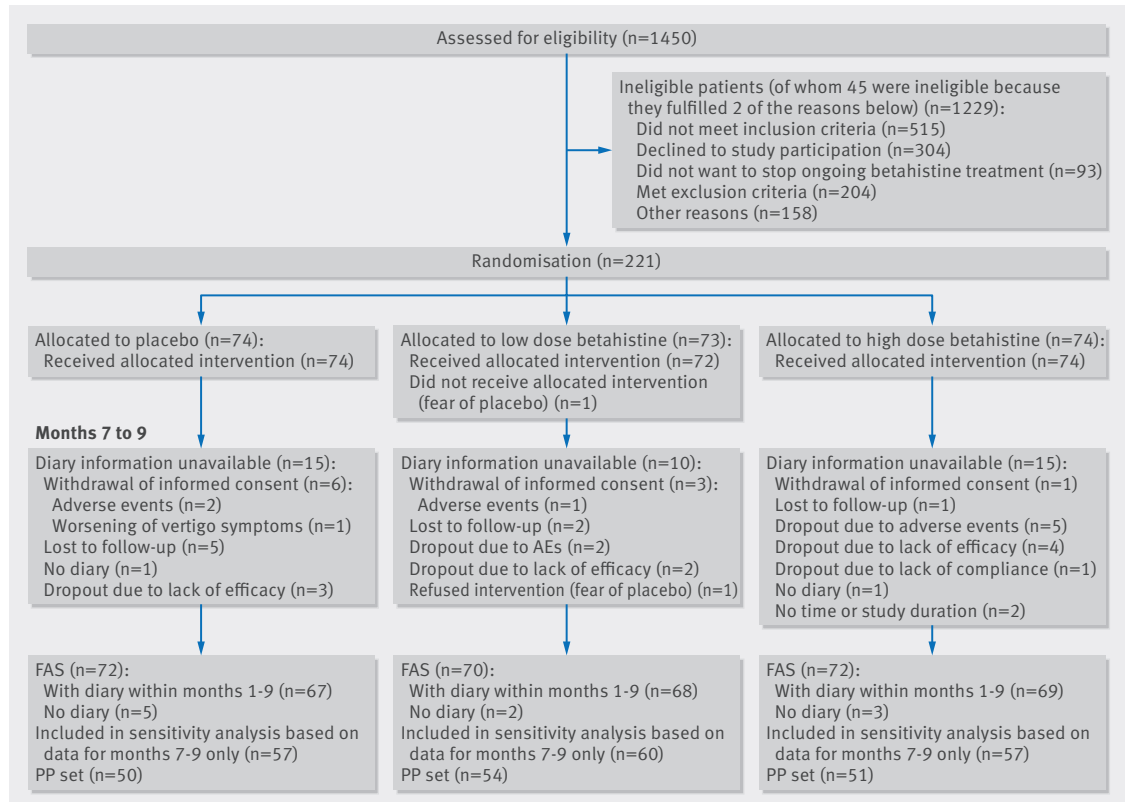 Assessed for eligibility (n=1450)
Ineligible patients (of whom 45 were ineligible because
they fulfilled 2 of the reasons below) (n=1229):
Did not meet inclusion criteria (n=515)
Declined to study participation (n=304)
Did not want to stop ongoing betahistine treatment (n=93)
Met exclusion criteria (n=204)
Other reasons (n=158)
Randomisation (n=221)
Allocated to placebo (n=74):
Received allocated intervention (n=74)
Allocated to low dose betahistine (n=73):
Received allocated intervention (n=72)
Did not receive allocated intervention
(fear of placebo) (n=1)
Allocated to high dose betahistine (n=74):
Received allocated intervention (n=74)
Months 7 to 9
Diary information unavailable (n=15):
Withdrawal of informed consent (n=6):
Adverse events (n=2)
Worsening of vertigo symptoms (n=1)
Lost to follow-up (n=5)
No diary (n=1)
Dropout due to lack of efficacy (n=3)
Diary information unavailable (n=10):
Withdrawal of informed consent (n=3):
Adverse events (n=1)
Lost to follow-up (n=2)
Dropout due to AEs (n=2)
Dropout due to lack of efficacy (n=2)
Refused intervention (fear of placebo) (n=1)
Diary information unavailable (n=15):
Withdrawal of informed consent (n=1)
Lost to follow-up (n=1)
Dropout due to adverse events (n=5)
Dropout due to lack of efficacy (n=4)
Dropout due to lack of compliance (n=1)
No diary (n=1)
No time or study duration (n=2)
FAS (n=72):
With diary within months 1-9 (n=67)
No diary (n=5)
Included in sensitivity analysis based on
data for months 7-9 only (n=57)
PP set (n=50)
FAS (n=70):
With diary within months 1-9 (n=68)
No diary (n=2)
Included in sensitivity analysis based on
data for months 7-9 only (n=60)
PP set (n=54)
FAS (n=72):
With diary within months 1-9 (n=69)
No diary (n=3)
Included in sensitivity analysis based on
data for months 7-9 only (n=57)
PP set (n=51)